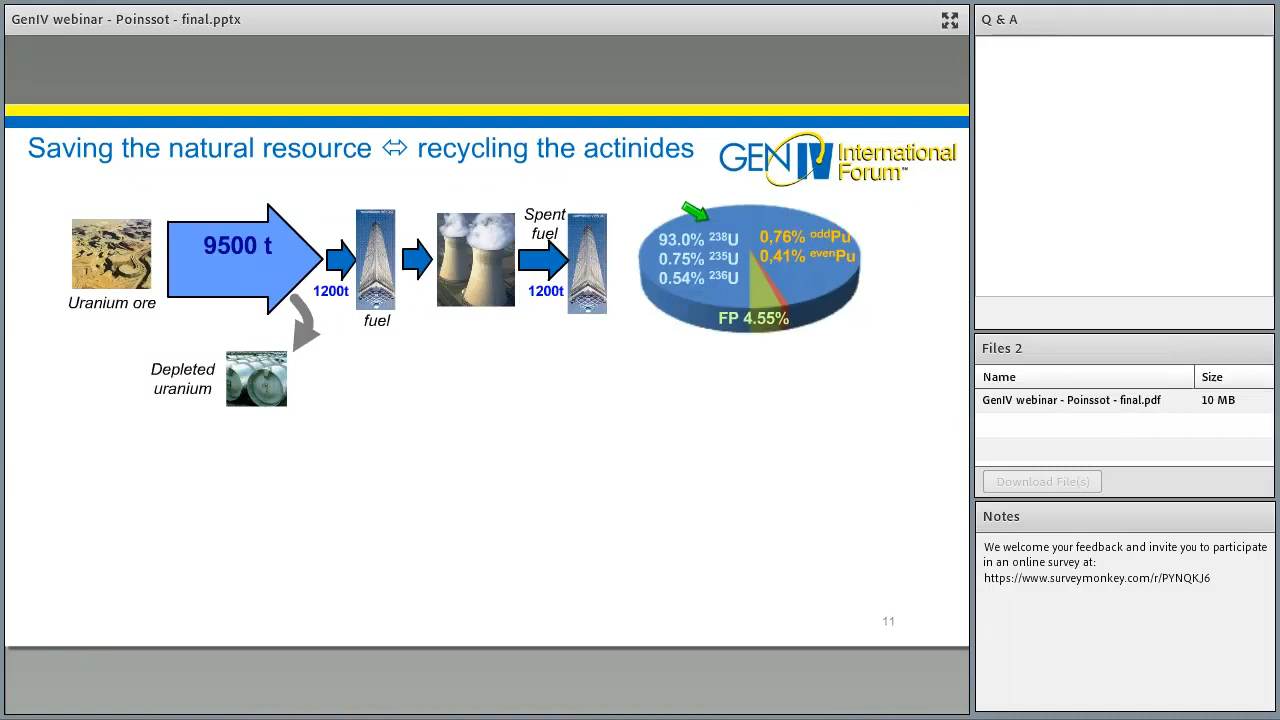 GenIV webinar - Poinssot - final.pptx
Saving the natural resource ⬄ recycling the actinides
GENIV International
Forum™
Uranium ore
9500 t
1200t
fuel
Spent
fuel
1200t
93.0% ²³⁸U
0.75% ²³⁵U
0.54% ²³⁶U
0,76% ᵒᵈᵈPu
0,41% ᵉᵛᵉⁿPu
FP 4.55%
Depleted
uranium
11
Q & A
Files 2
Name Size
GenIV webinar - Poinssot - final.pdf 10 MB
Download File(s)
Notes
We welcome your feedback and invite you to participate
in an online survey at:
https://www.surveymonkey.com/r/PYNQKJ6